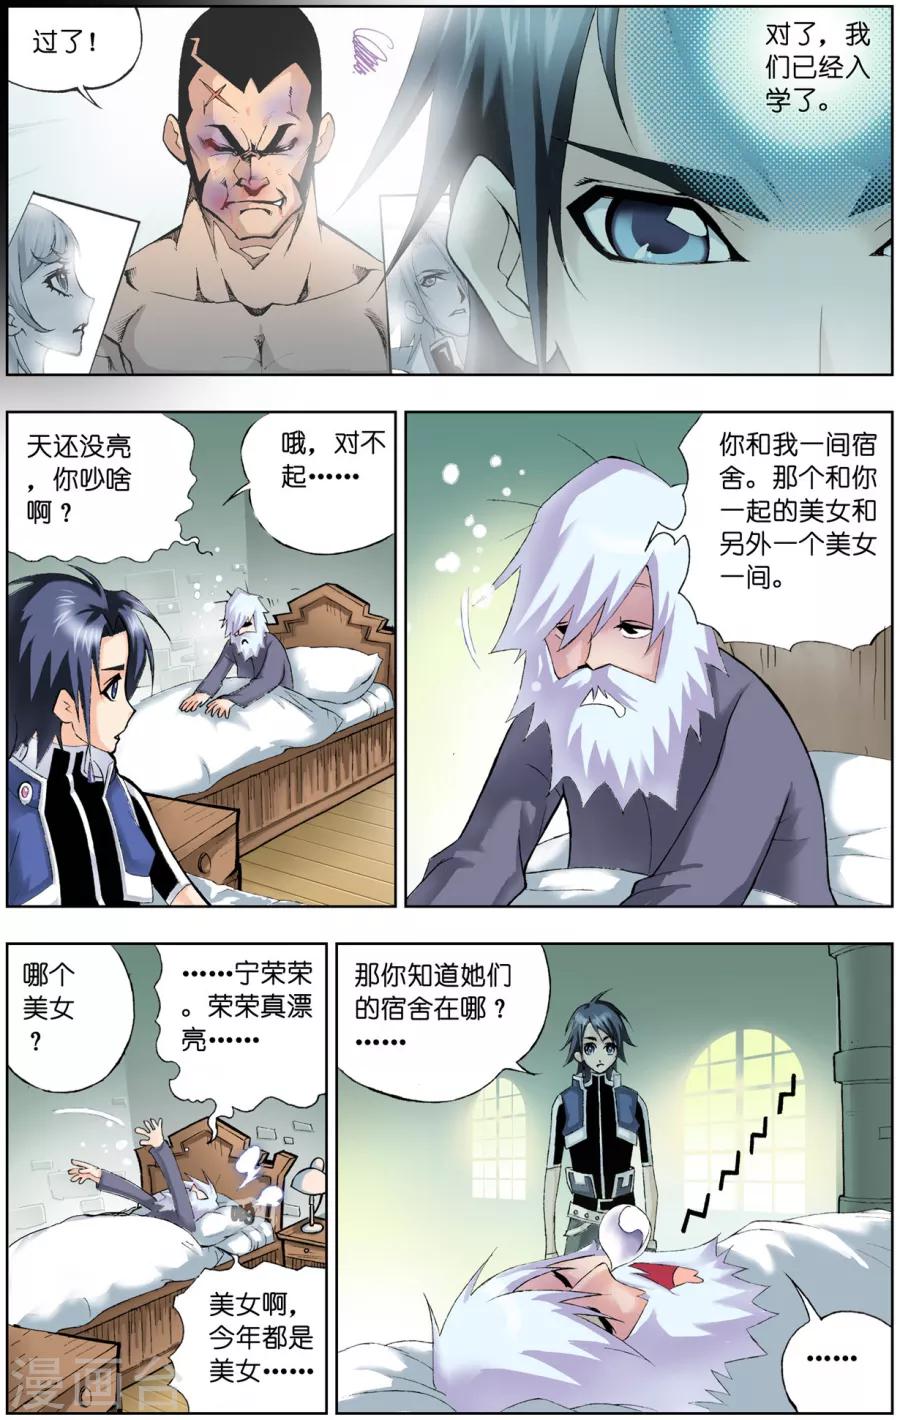 过了！
对了，我
们已经入
学了。
天还没亮
，你吵啥
啊？
哦，对不
起……
你和我一间宿
舍。那个和你
一起的美女和
另外一个美女
一间。
哪个
美女
？
……宁荣荣
。荣荣真漂
亮……
美女啊，
今年都是
美女……
那你知道她们
的宿舍在哪？
……
……
漫画台